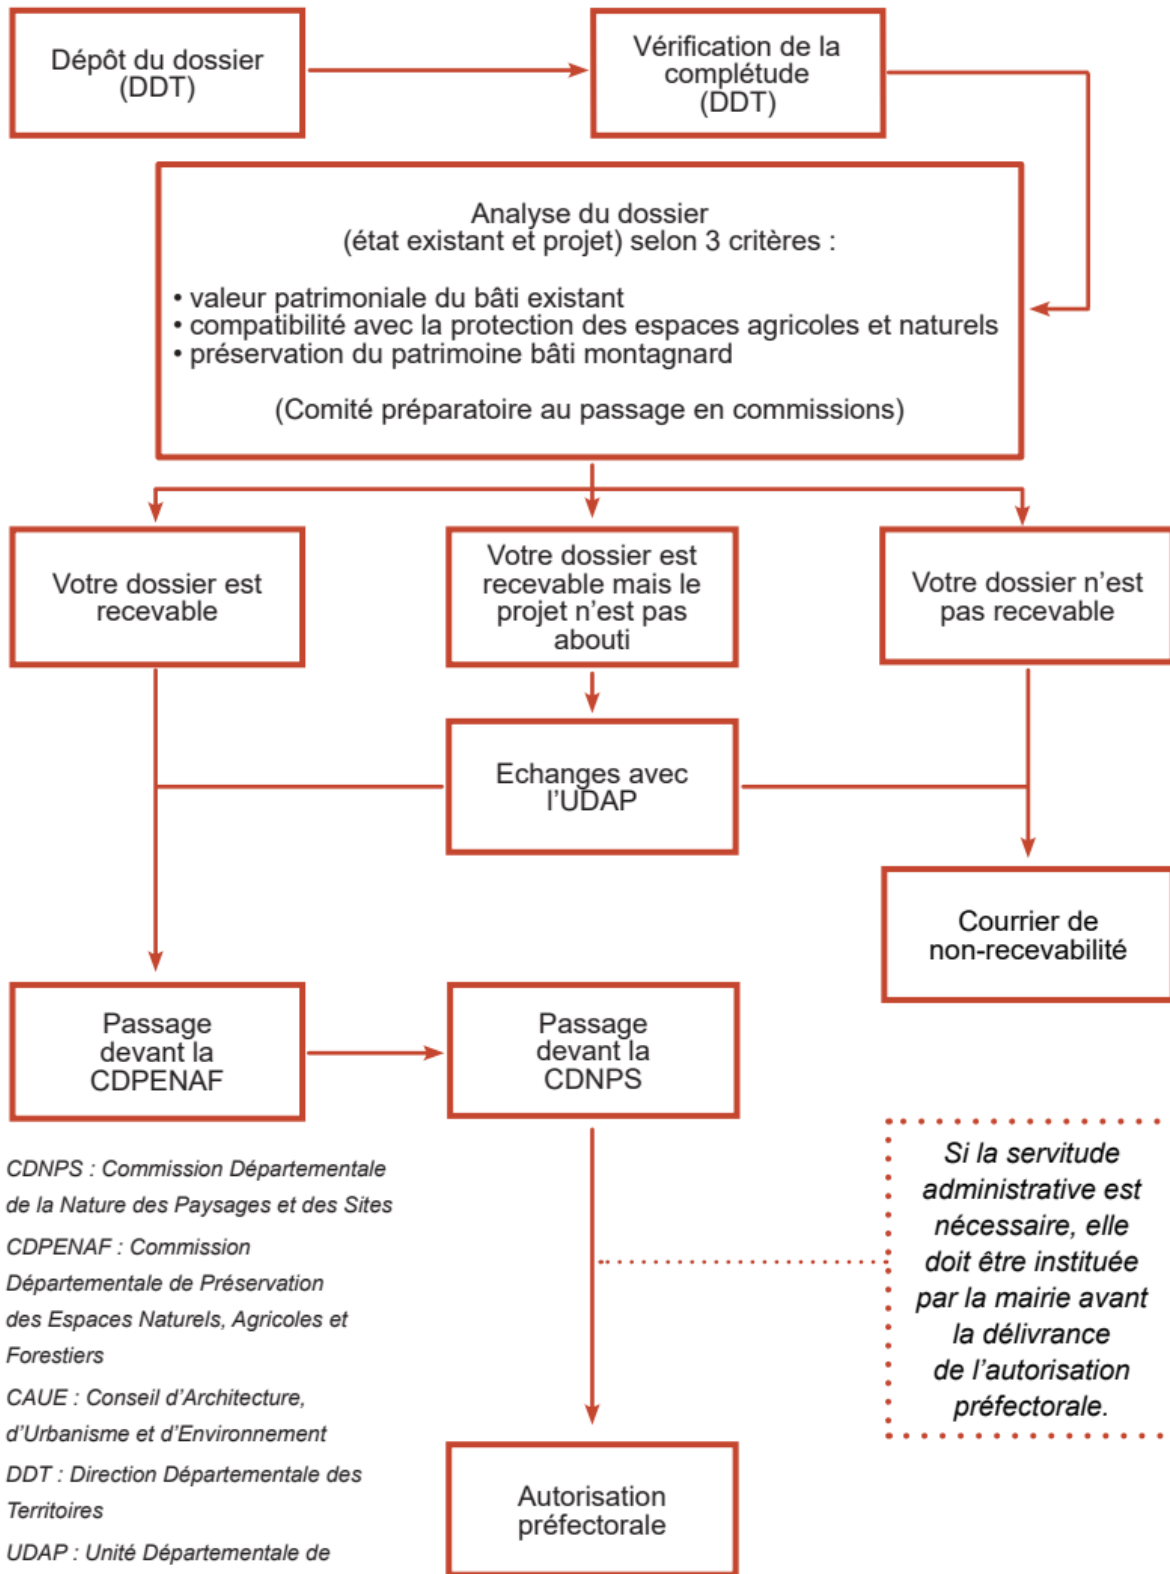 Dépôt du dossier
(DDT)
Vérification de la
complétude
(DDT)
Analyse du dossier
(état existant et projet) selon 3 critères :
• valeur patrimoniale du bâti existant
• compatibilité avec la protection des espaces agricoles et naturels
• préservation du patrimoine bâti montagnard
(Comité préparatoire au passage en commissions)
Votre dossier est
recevable
Votre dossier est
recevable mais le
projet n’est pas
abouti
Votre dossier n’est
pas recevable
Echanges avec
l’UDAP
Courrier de
non-recevabilité
Passage
devant la
CDPENAF
Passage
devant la
CDNPS
Si la servitude
administrative est
nécessaire, elle
doit être instituée
par la mairie avant
la délivrance
de l’autorisation
préfectorale.
Autorisation
préfectorale
CDNPS : Commission Départementale
de la Nature des Paysages et des Sites
CDPENAF : Commission
Départementale de Préservation
des Espaces Naturels, Agricoles et
Forestiers
CAUE : Conseil d’Architecture,
d’Urbanisme et d’Environnement
DDT : Direction Départementale des
Territoires
UDAP : Unité Départementale de